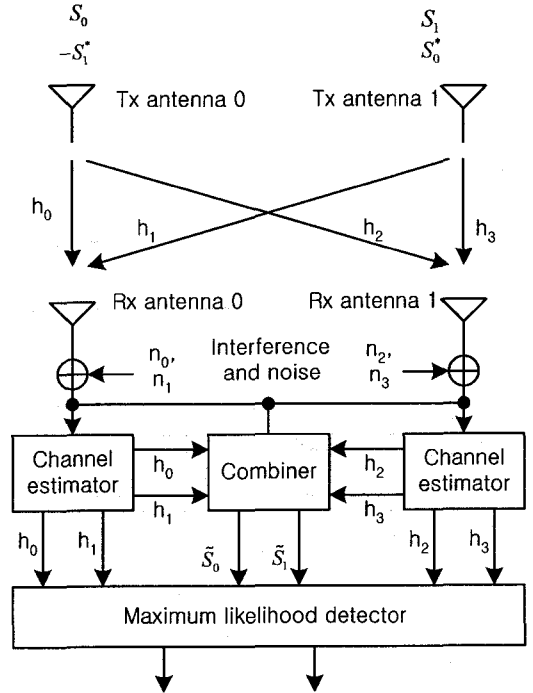 S₀ S₁
-S₁* S₀*
Tx antenna 0 Tx antenna 1
h₀ h₁ h₂ h₃
Rx antenna 0 Rx antenna 1
n₀, Interference n₂,
n₁ and noise n₃
Channel estimator
h₀
h₁
Combiner
h₂
h₃
Channel estimator
h₀ h₁ S̃₀ S̃₁ h₂ h₃
Maximum likelihood detector